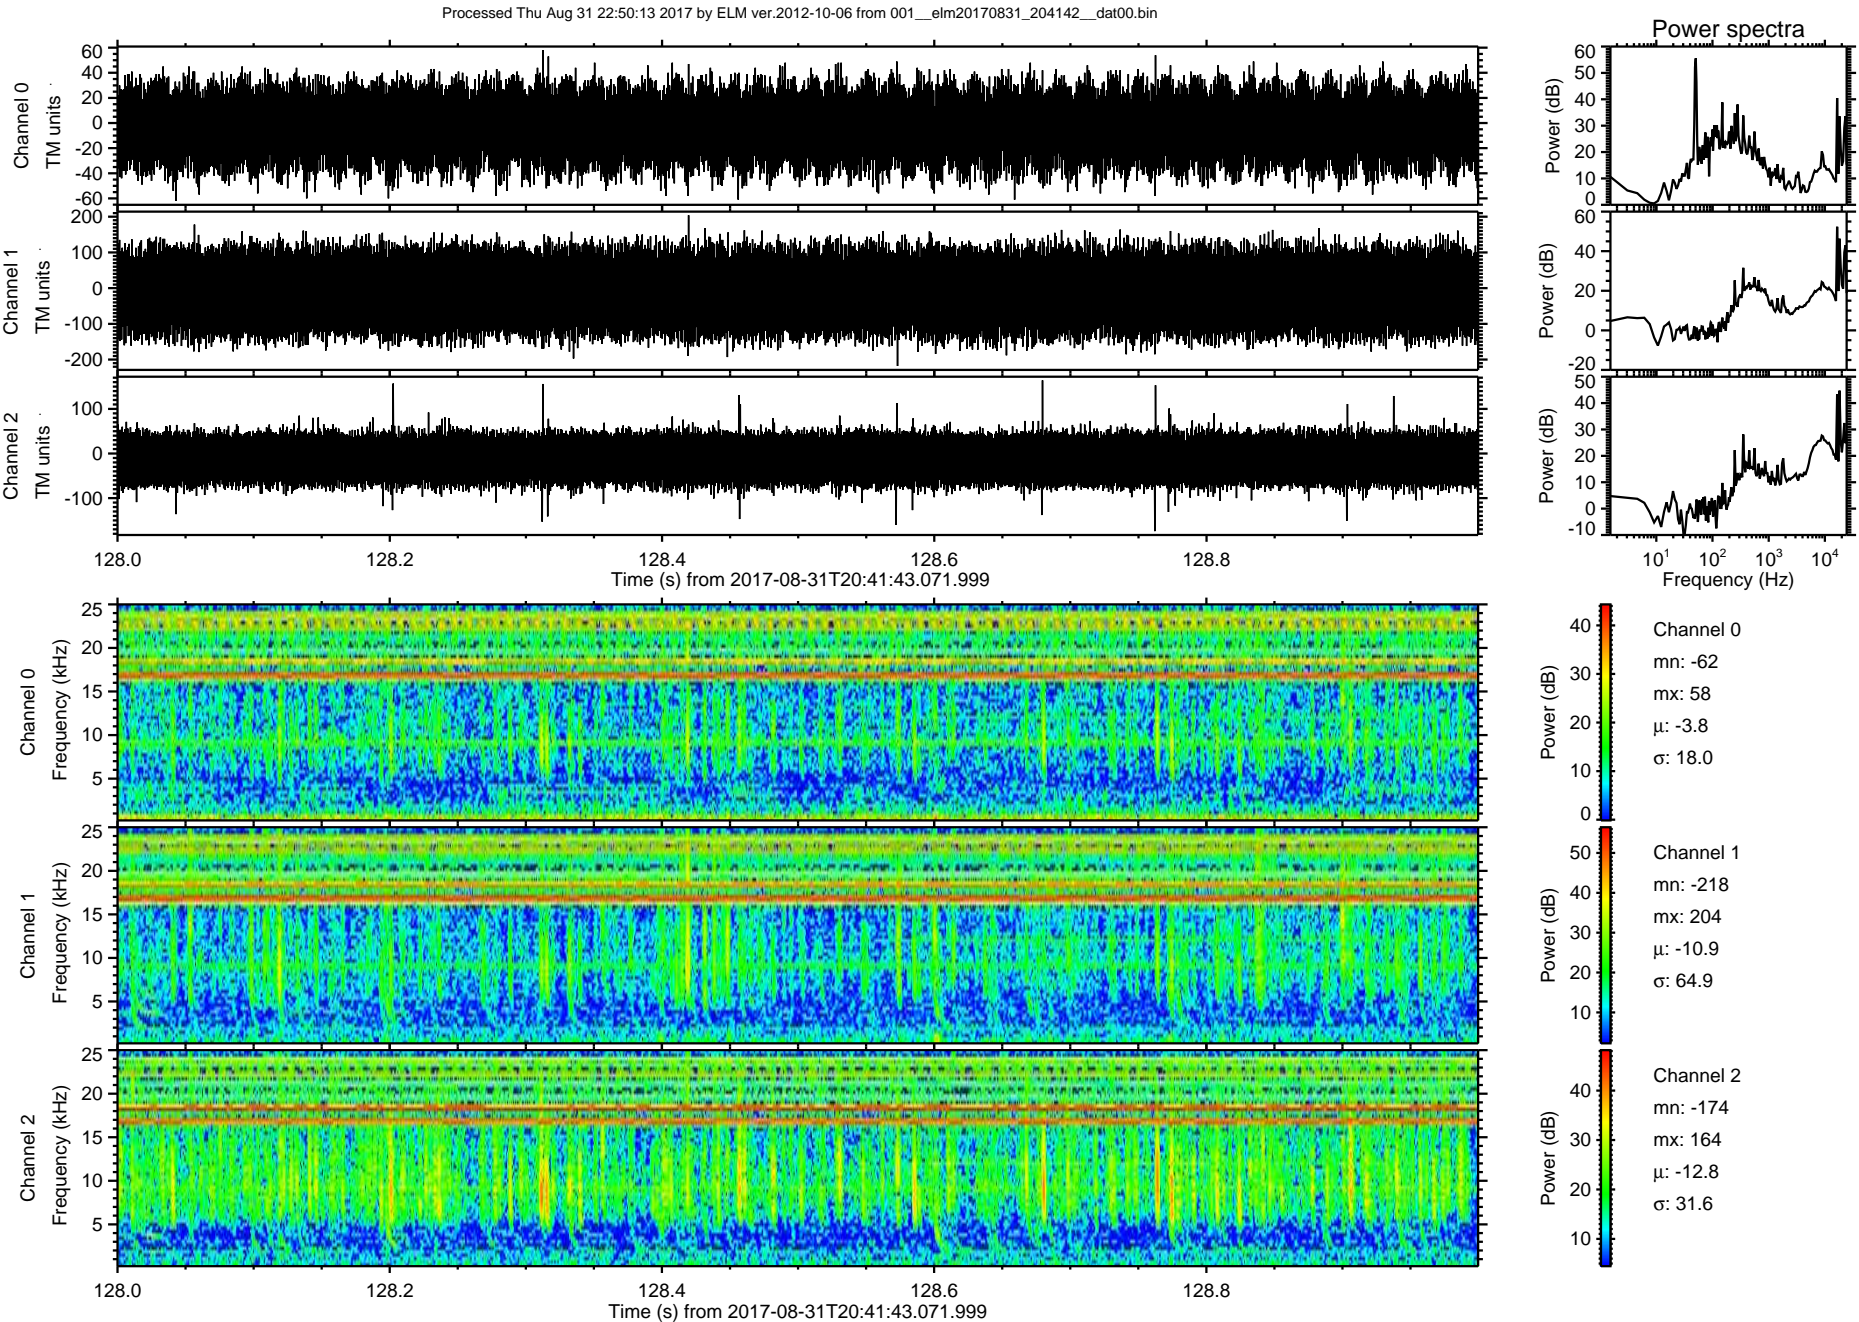 Processed Thu Aug 31 22:50:13 2017 by ELM ver.2012-10-06 from 001__elm20170831_204142__dat00.bin
Power spectra
Channel 0
TM units
60
40
20
0
-20
-40
-60
Power (dB)
60
50
40
30
20
10
0
Channel 1
TM units
200
100
0
-100
-200
Power (dB)
60
40
20
0
-20
Channel 2
TM units
100
0
-100
Power (dB)
50
40
30
20
10
0
-10
128.0 128.2 128.4 128.6 128.8
Time (s) from 2017-08-31T20:41:43.071.999
10^1 10^2 10^3 10^4
Frequency (Hz)
Channel 0
Frequency (kHz)
25
20
15
10
5
Power (dB)
40
30
20
10
0
Channel 0
mn: -62
mx: 58
μ: -3.8
σ: 18.0
Channel 1
Frequency (kHz)
25
20
15
10
5
Power (dB)
50
40
30
20
10
Channel 1
mn: -218
mx: 204
μ: -10.9
σ: 64.9
Channel 2
Frequency (kHz)
25
20
15
10
5
Power (dB)
40
30
20
10
Channel 2
mn: -174
mx: 164
μ: -12.8
σ: 31.6
128.0 128.2 128.4 128.6 128.8
Time (s) from 2017-08-31T20:41:43.071.999